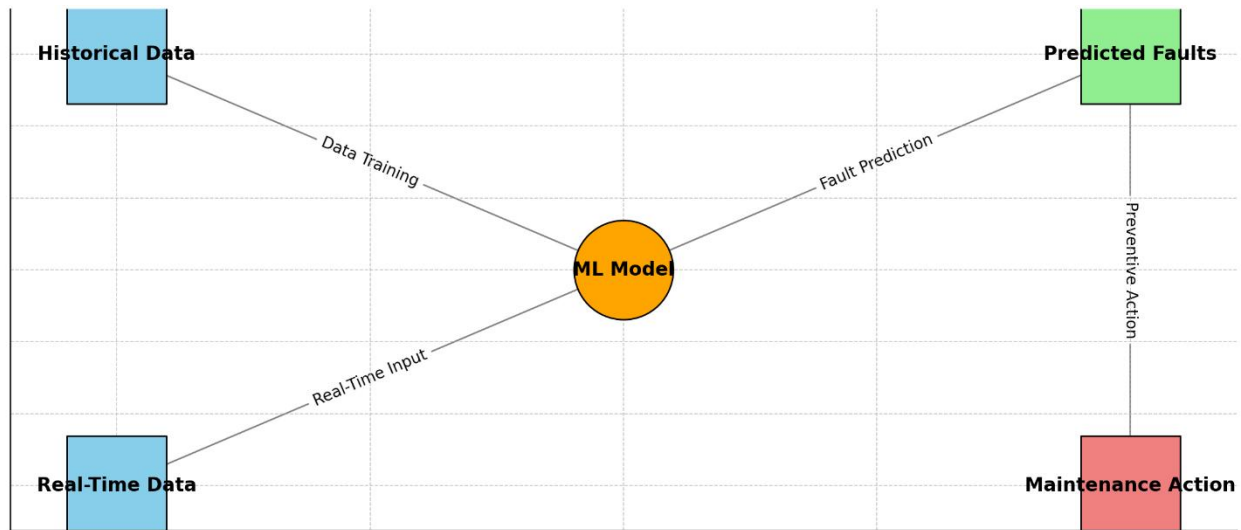 Historical Data
Predicted Faults
Data Training
Fault Prediction
Preventive Action
ML Model
Real-Time Input
Real-Time Data
Maintenance Action